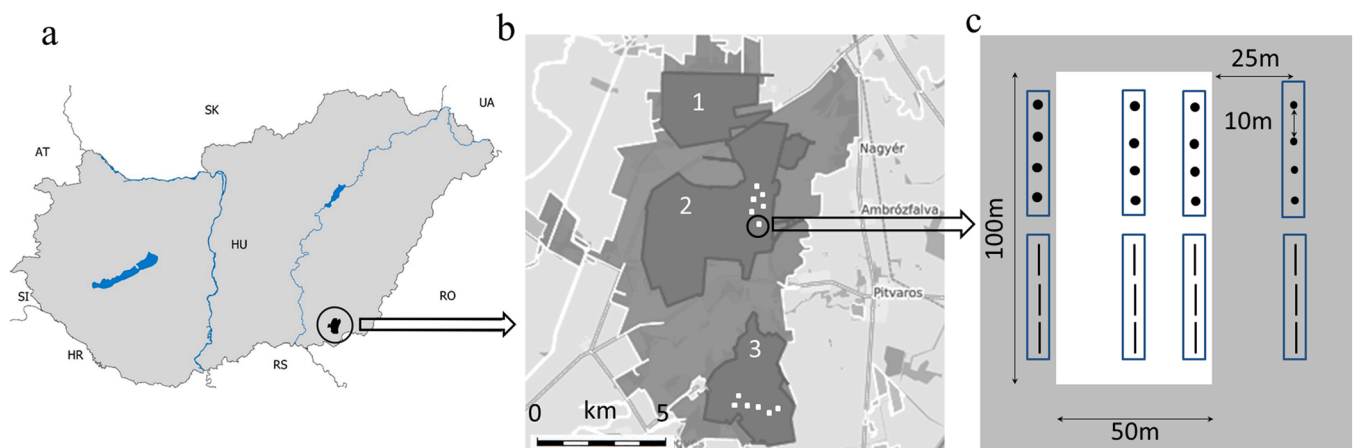 a
SK
UA
AT
HU
SI
RO
HR
RS
b
1
Nagyér
2
Ambrózfalva
Pitvaros
3
0 km 5
c
25m
10m
100m
50m